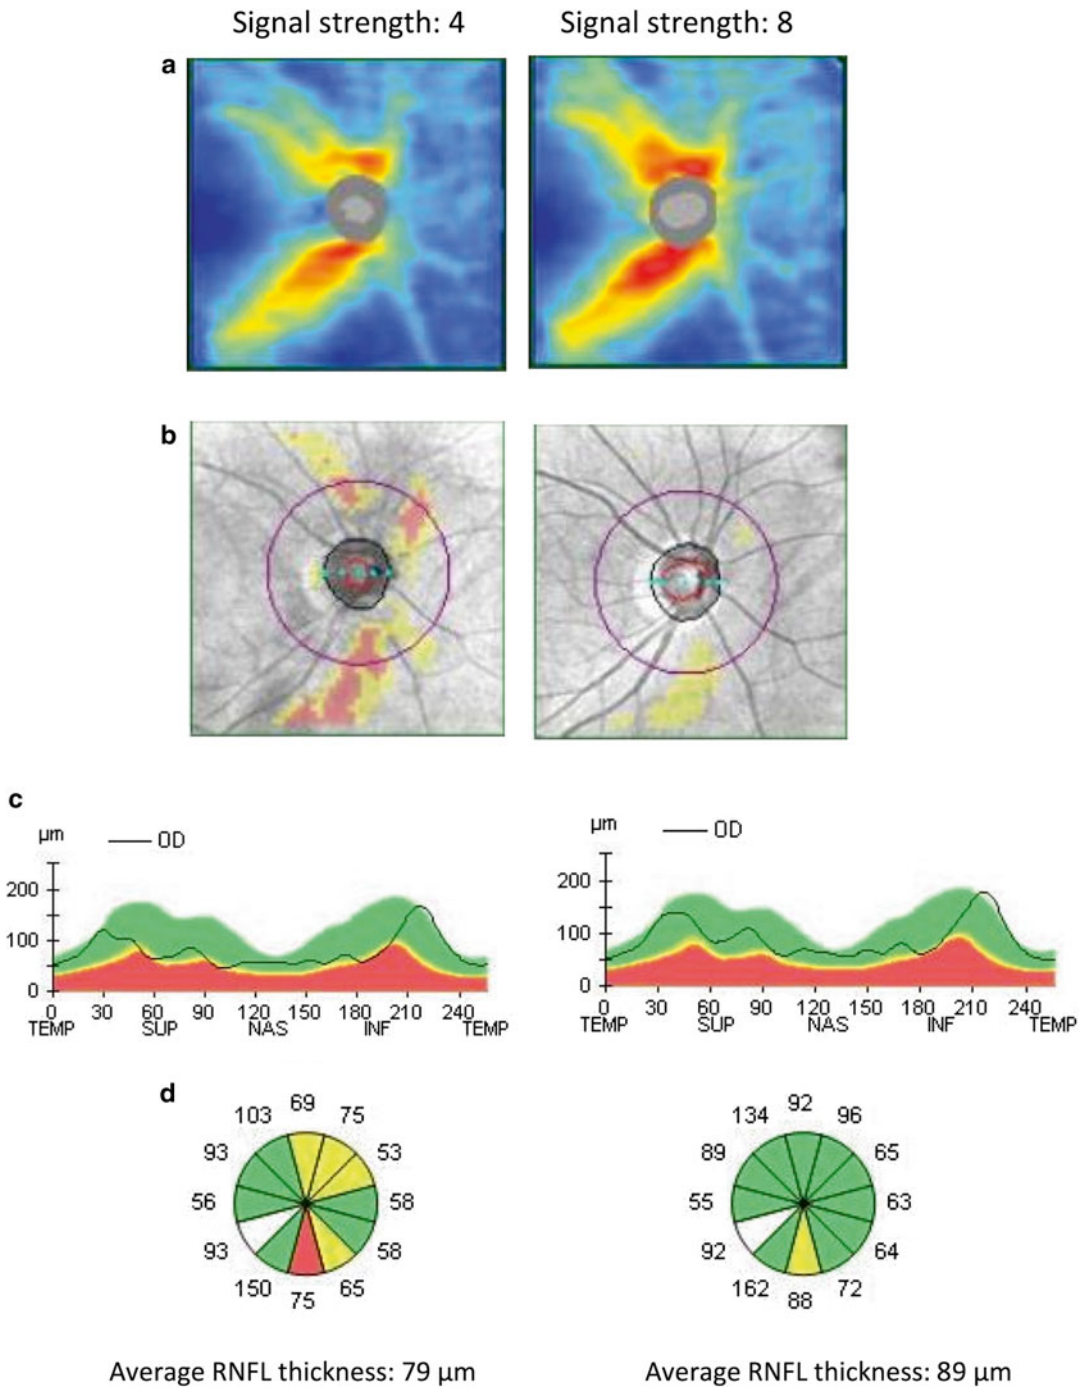 Signal strength: 4 Signal strength: 8
a
b
c
µm OD
200
100
0
0 30 60 90 120 150 180 210 240
TEMP SUP NAS INF TEMP
µm OD
200
100
0
0 30 60 90 120 150 180 210 240
TEMP SUP NAS INF TEMP
d
69
103 75
93 53
56 58
93 58
150 65
75
92
134 96
89 65
55 63
92 64
162 72
88
Average RNFL thickness: 79 µm Average RNFL thickness: 89 µm